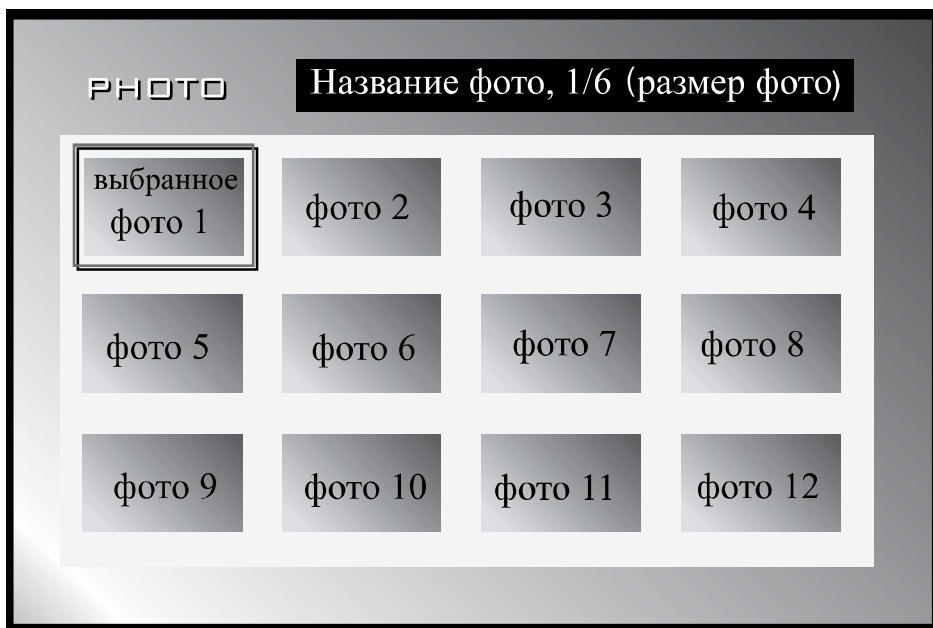 PHOTO
Название фото, 1/6 (размер фото)
выбранное
фото 1
фото 2
фото 3
фото 4
фото 5
фото 6
фото 7
фото 8
фото 9
фото 10
фото 11
фото 12